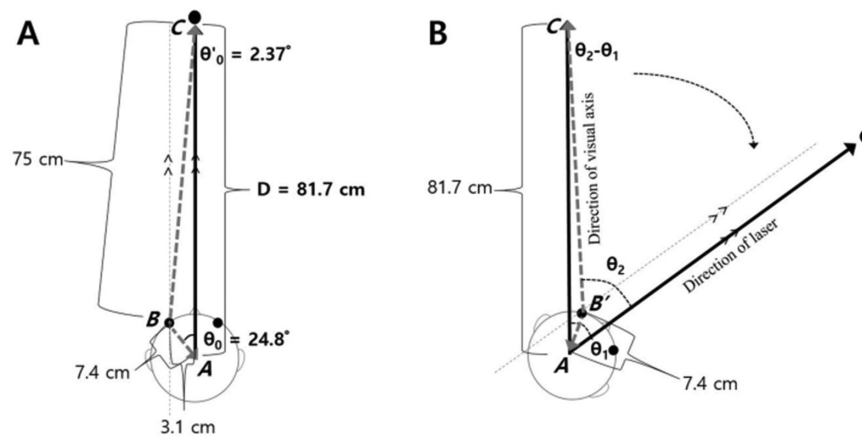 A
C
θ'₀ = 2.37°
75 cm
D = 81.7 cm
B
θ₀ = 24.8°
A
7.4 cm
3.1 cm
B
C
θ₂-θ₁
81.7 cm
Direction of visual axis
Direction of laser
θ₂
B'
A
θ₁
7.4 cm